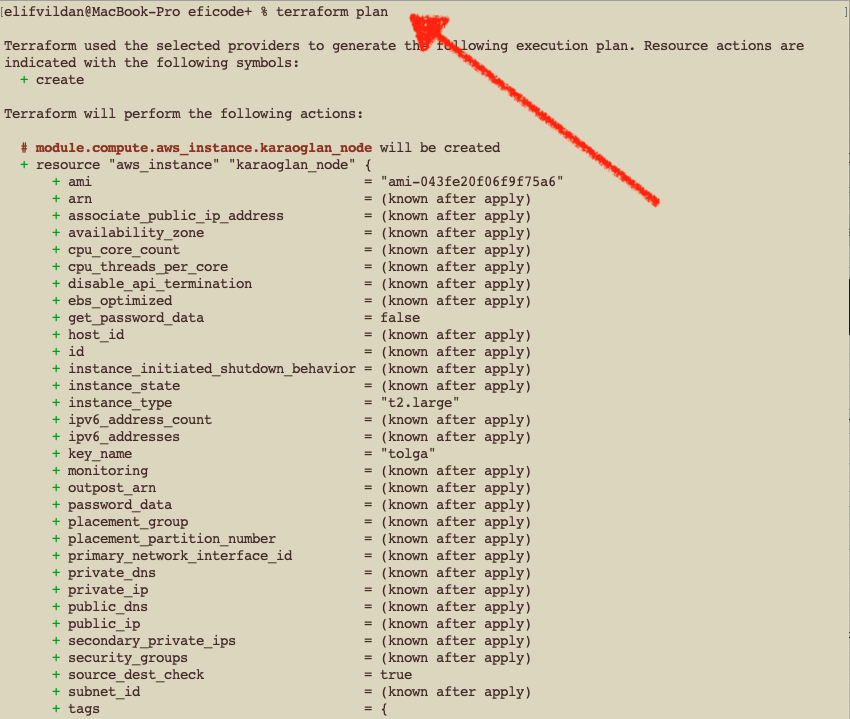 [elifvildan@MacBook-Pro eficode+ % terraform plan ]
Terraform used the selected providers to generate the following execution plan. Resource actions are
indicated with the following symbols:
+ create
Terraform will perform the following actions:
# module.compute.aws_instance.karaoglan_node will be created
+ resource "aws_instance" "karaoglan_node" {
+ ami = "ami-043fe20f06f9f75a6"
+ arn = (known after apply)
+ associate_public_ip_address = (known after apply)
+ availability_zone = (known after apply)
+ cpu_core_count = (known after apply)
+ cpu_threads_per_core = (known after apply)
+ disable_api_termination = (known after apply)
+ ebs_optimized = (known after apply)
+ get_password_data = false
+ host_id = (known after apply)
+ id = (known after apply)
+ instance_initiated_shutdown_behavior = (known after apply)
+ instance_state = (known after apply)
+ instance_type = "t2.large"
+ ipv6_address_count = (known after apply)
+ ipv6_addresses = (known after apply)
+ key_name = "tolga"
+ monitoring = (known after apply)
+ outpost_arn = (known after apply)
+ password_data = (known after apply)
+ placement_group = (known after apply)
+ placement_partition_number = (known after apply)
+ primary_network_interface_id = (known after apply)
+ private_dns = (known after apply)
+ private_ip = (known after apply)
+ public_dns = (known after apply)
+ public_ip = (known after apply)
+ secondary_private_ips = (known after apply)
+ security_groups = (known after apply)
+ source_dest_check = true
+ subnet_id = (known after apply)
+ tags = {